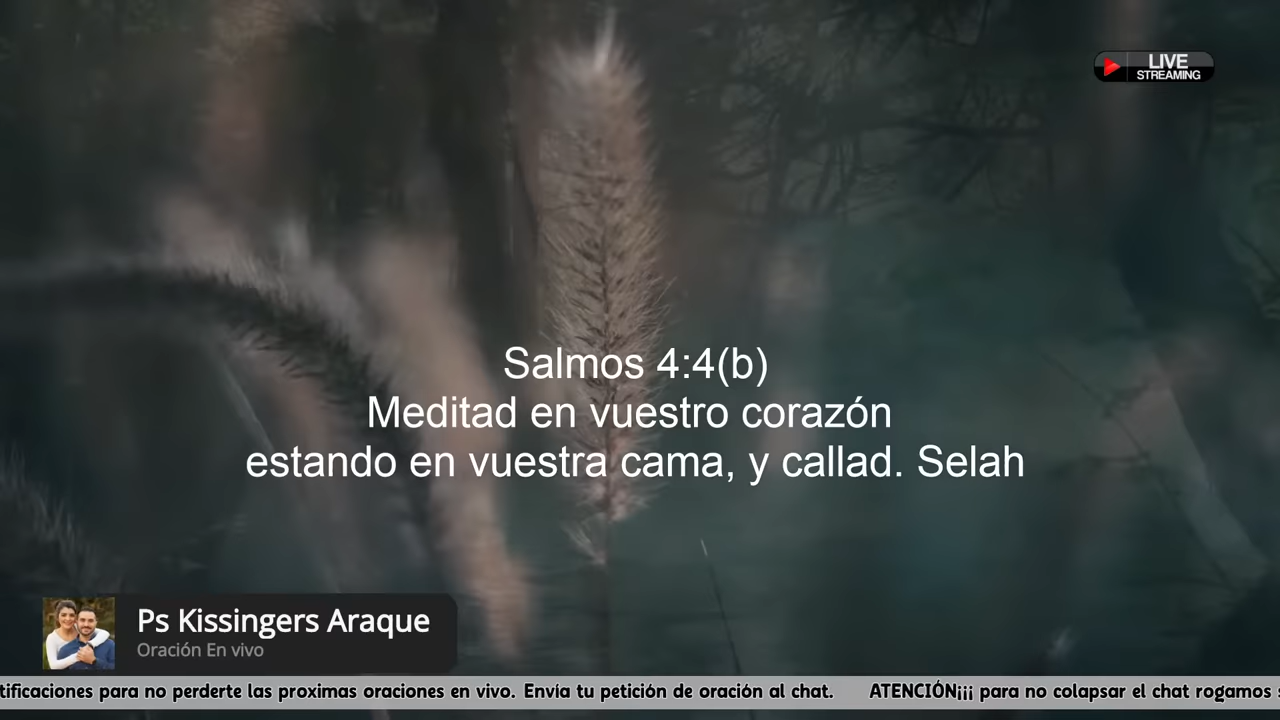 LIVE
STREAMING
Salmos 4:4(b)
Meditad en vuestro corazón
estando en vuestra cama, y callad. Selah
Ps Kissingers Araque
Oración En vivo
tificaciones para no perderte las proximas oraciones en vivo. Envía tu petición de oración al chat. ATENCIÓN¡¡¡ para no colapsar el chat rogamos